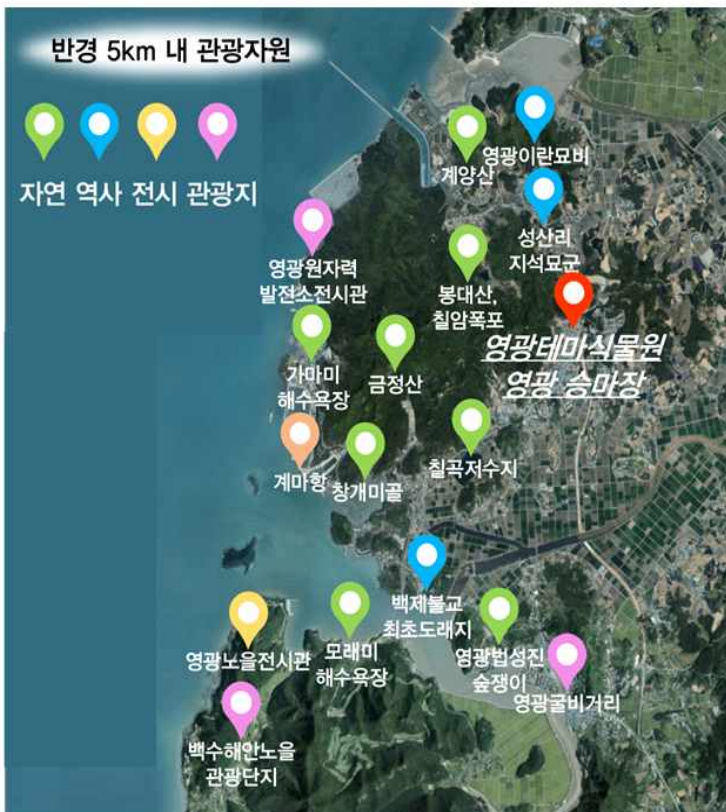 반경 5km 내 관광자원
자연 역사 전시 관광지
계양산
영광이란묘비
성산리
지석묘군
영광원자력
발전소전시관
봉대산,
칠암폭포
영광테마식물원
영광 승마장
가마미
해수욕장
금정산
계마항
창개미골
칠곡저수지
백제불교
최초도래지
영광노을전시관
모래미
해수욕장
영광법성진
숲쟁이
영광굴비거리
백수해안노을
관광단지